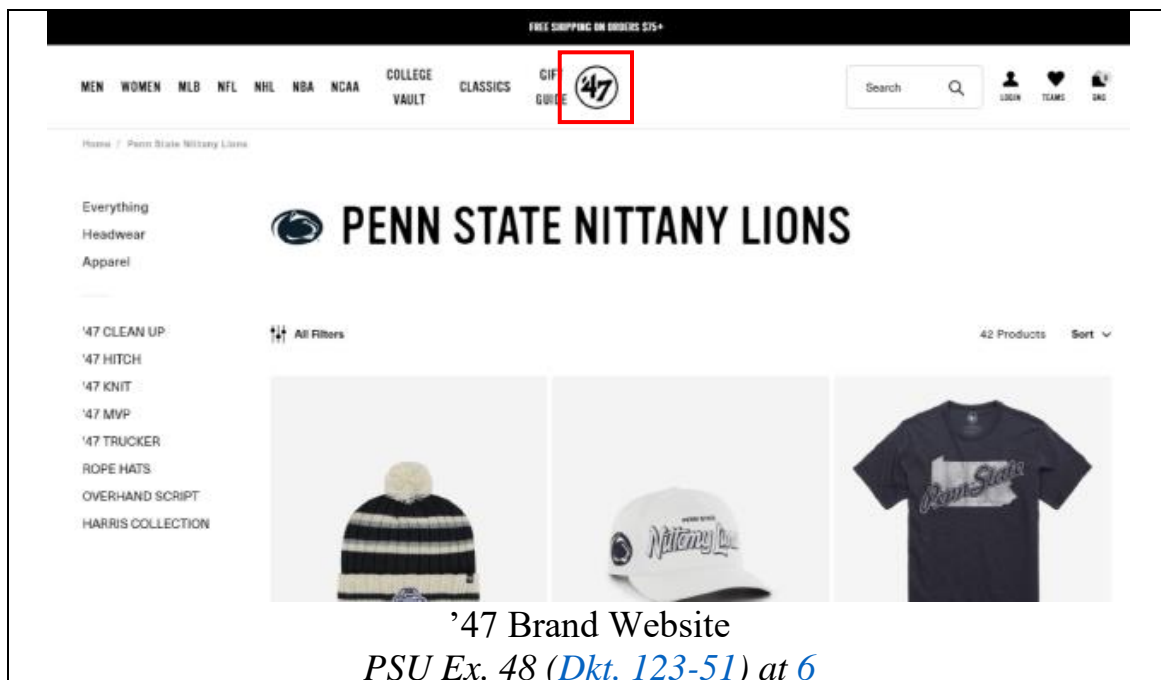 FREE SHIPPING ON ORDERS $75+
MEN WOMEN MLB NFL NHL NBA NCAA COLLEGE VAULT CLASSICS GIFT GUIDE '47 Search LOGIN TEAMS BAG
Home / Penn State Nittany Lions
Everything
Headwear
Apparel
PENN STATE NITTANY LIONS
'47 CLEAN UP
'47 HITCH
'47 KNIT
'47 MVP
'47 TRUCKER
ROPE HATS
OVERHAND SCRIPT
HARRIS COLLECTION
All Filters
42 Products Sort
PENN STATE
Nittany
Penn State
’47 Brand Website
PSU Ex. 48 (Dkt. 123-51) at 6